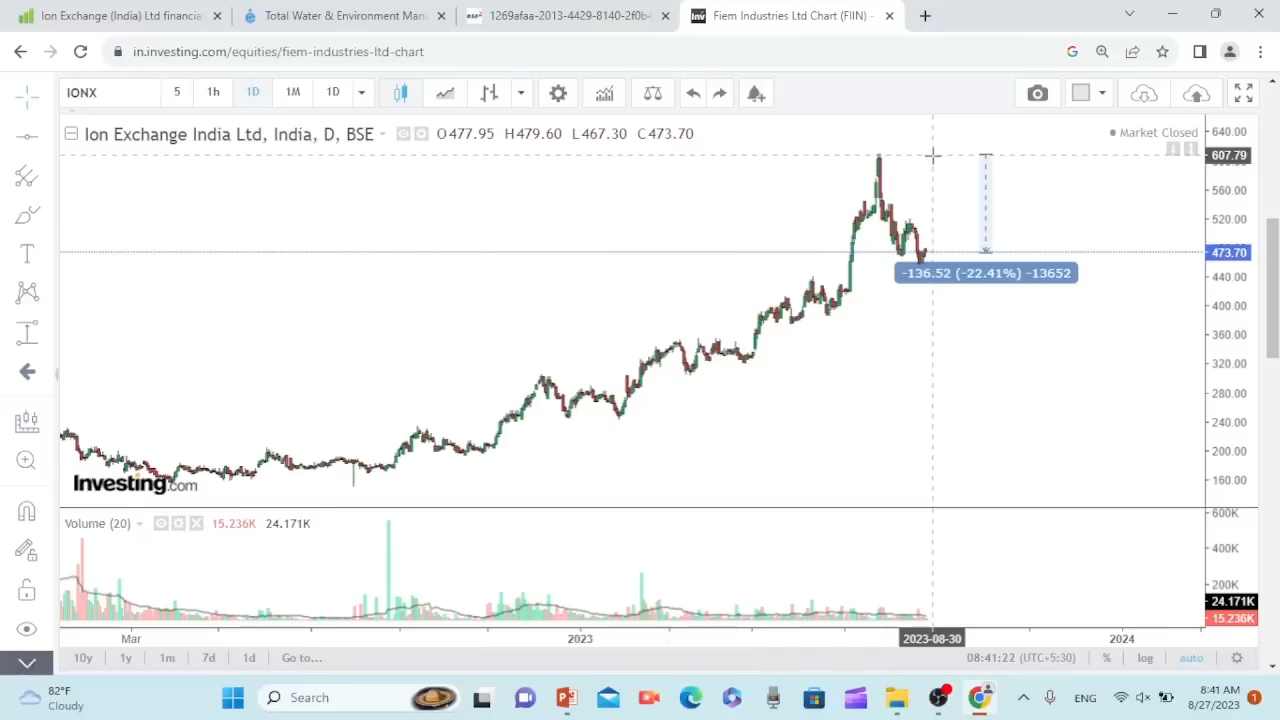 Ion Exchange (India) Ltd financia
Total Water & Environment Man
1269afaa-2013-4429-8140-2f0b4
Fiem Industries Ltd Chart (FIIN) -
in.investing.com/equities/fiem-industries-ltd-chart
IONX 5 1h 1D 1M 1D
Ion Exchange India Ltd, India, D, BSE O477.95 H479.60 L467.30 C473.70
Market Closed
640.00
607.79
560.00
520.00
473.70
-136.52 (-22.41%) -13652
440.00
400.00
360.00
320.00
280.00
240.00
200.00
160.00
Investing.com
Volume (20) 15.236K 24.171K
600K
400K
200K
24.171K
15.236K
Mar 2023 2023-08-30 2024
10y 1y 1m 7d 1d Go to... 08:41:22 (UTC+5:30) % log auto
82°F
Cloudy
Search
ENG
8:41 AM
8/27/2023
1